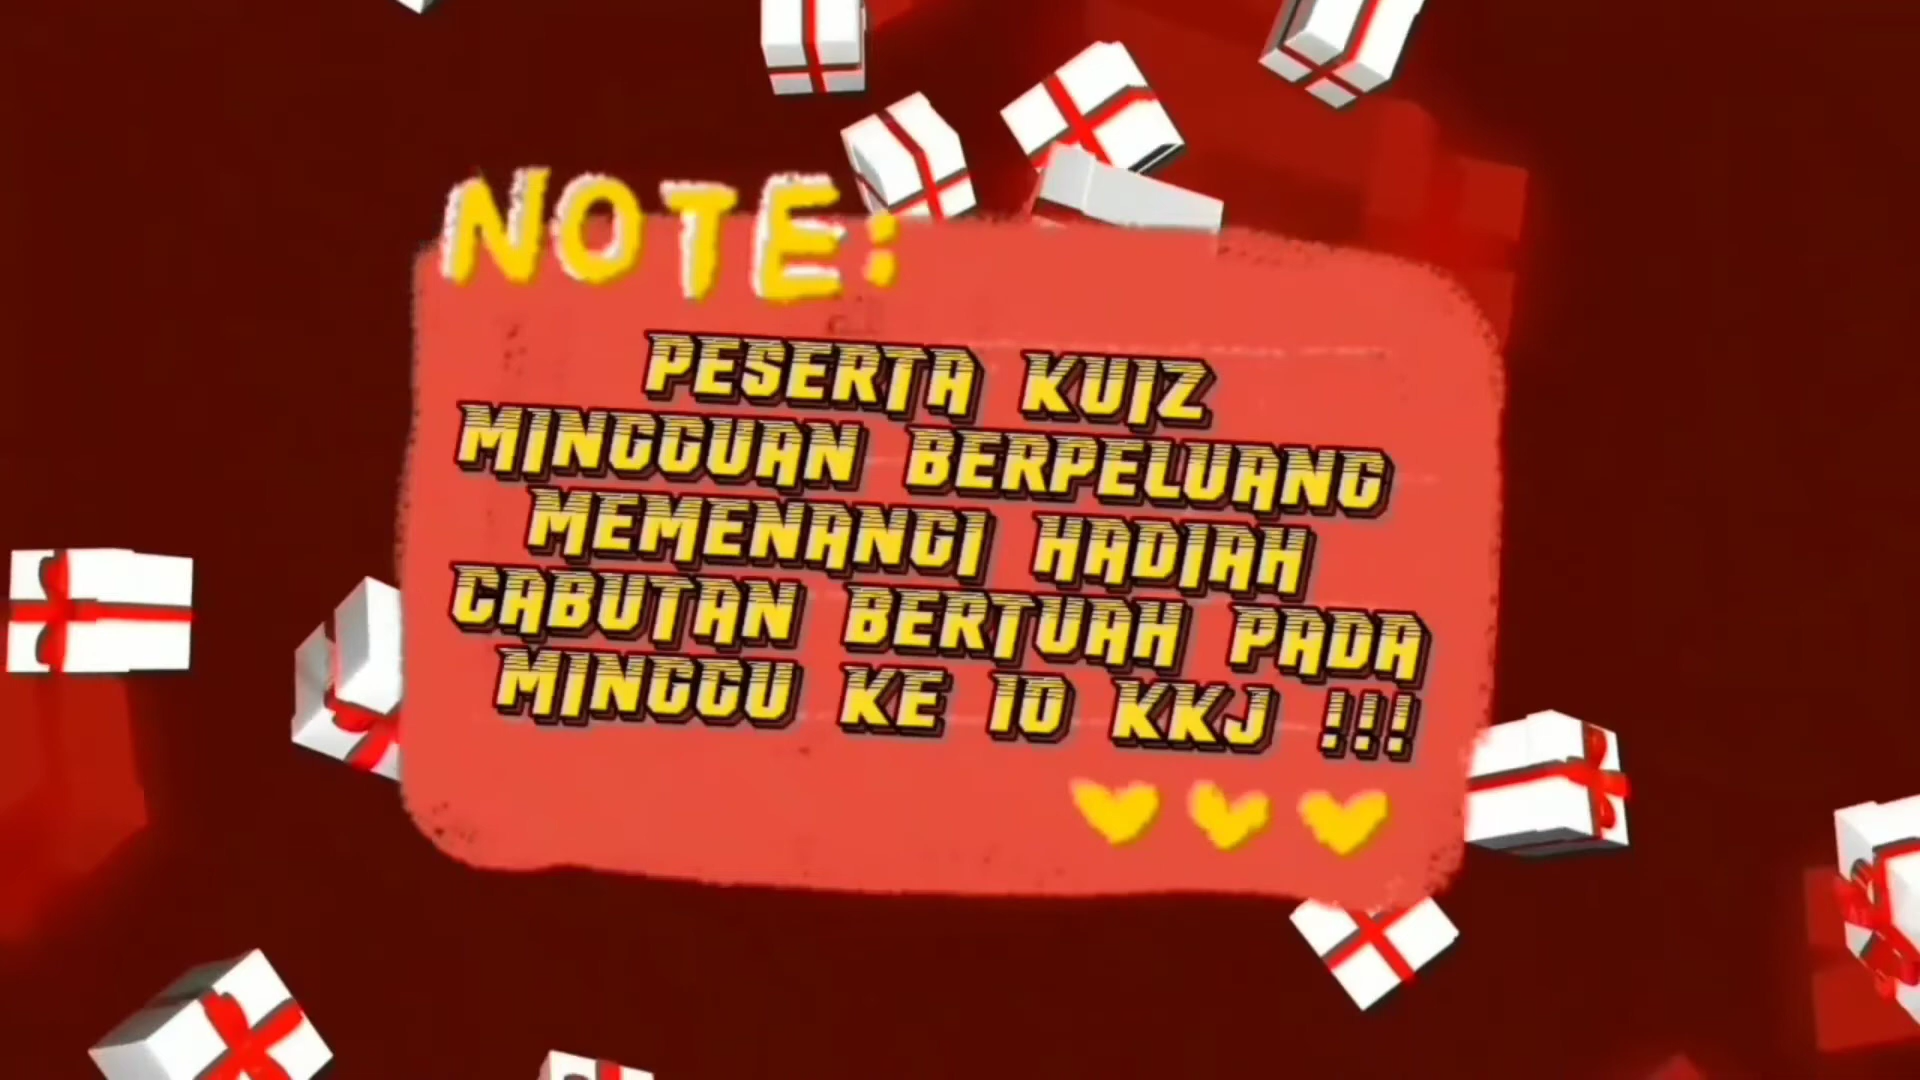 NOTE:
PESERTA KUIZ
MINGGUAN BERPELUANG
MEMENANGI HADIAH
CABUTAN BERTUAH PADA
MINGGU KE 10 KKJ !!!